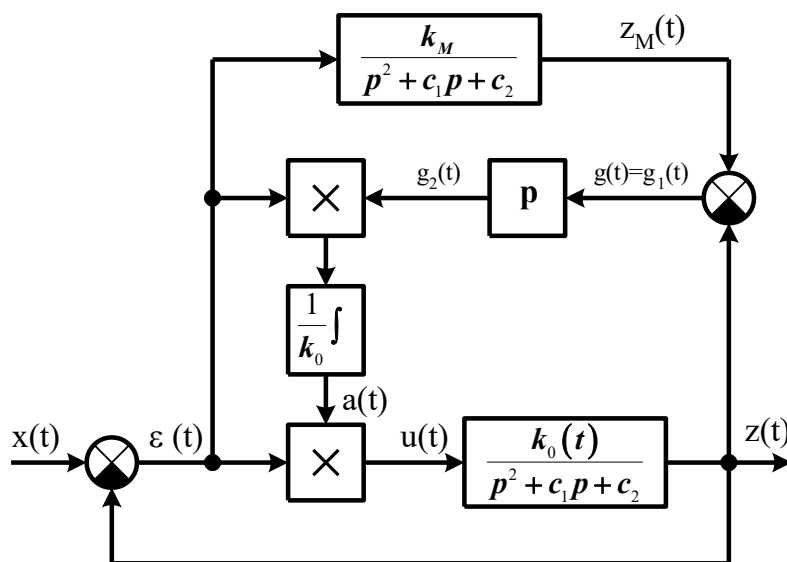 z_M(t)
k_M
p² + c₁p + c₂
g₂(t)
p
g(t)=g₁(t)
×
1
k₀ ∫
a(t)
x(t)
ε (t)
×
u(t)
k₀(t)
p² + c₁p + c₂
z(t)